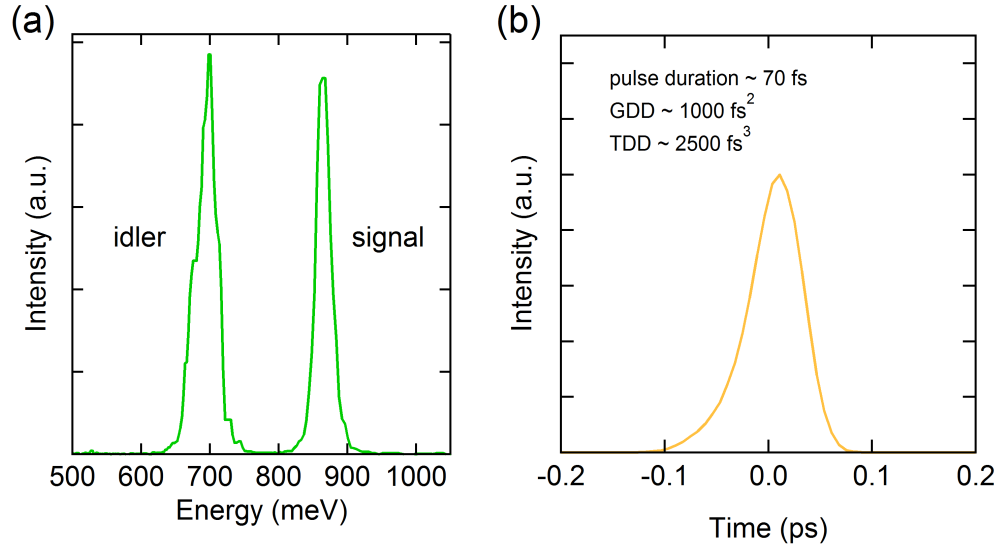 (a)
Intensity (a.u.)
idler
signal
500 600 700 800 900 1000
Energy (meV)
(b)
Intensity (a.u.)
pulse duration ~ 70 fs
GDD ~ 1000 fs²
TDD ~ 2500 fs³
-0.2 -0.1 0.0 0.1 0.2
Time (ps)